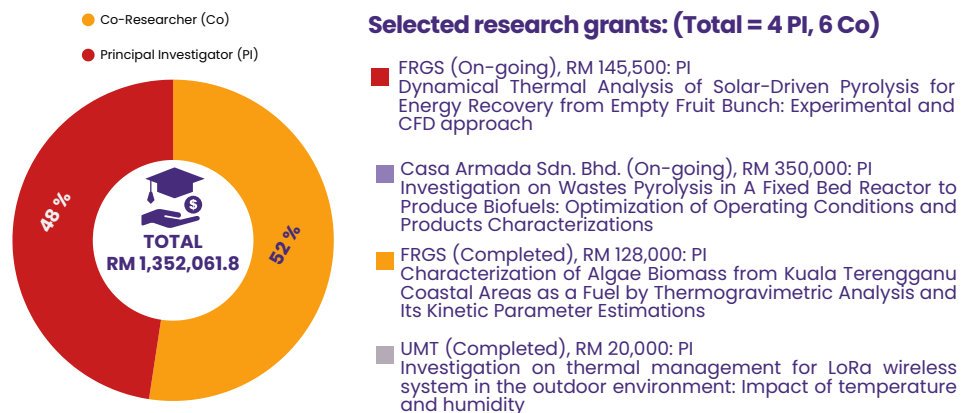 Co-Researcher (Co)
Principal Investigator (PI)
48 %
52 %
$
TOTAL
RM 1,352,061.8
Selected research grants: (Total = 4 PI, 6 Co)
FRGS (On-going), RM 145,500: PI
Dynamical Thermal Analysis of Solar-Driven Pyrolysis for
Energy Recovery from Empty Fruit Bunch: Experimental and
CFD approach
Casa Armada Sdn. Bhd. (On-going), RM 350,000: PI
Investigation on Wastes Pyrolysis in A Fixed Bed Reactor to
Produce Biofuels: Optimization of Operating Conditions and
Products Characterizations
FRGS (Completed), RM 128,000: PI
Characterization of Algae Biomass from Kuala Terengganu
Coastal Areas as a Fuel by Thermogravimetric Analysis and
Its Kinetic Parameter Estimations
UMT (Completed), RM 20,000: PI
Investigation on thermal management for LoRa wireless
system in the outdoor environment: Impact of temperature
and humidity